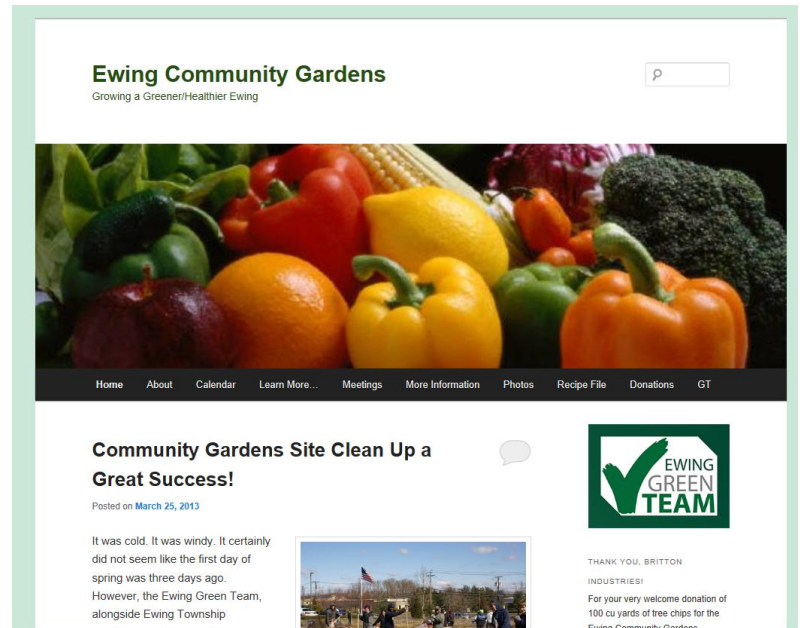 Ewing Community Gardens
Growing a Greener/Healthier Ewing
Home About Calendar Learn More... Meetings More Information Photos Recipe File Donations GT
Community Gardens Site Clean Up a
Great Success!
Posted on March 25, 2013
It was cold. It was windy. It certainly
did not seem like the first day of
spring was three days ago.
However, the Ewing Green Team,
alongside Ewing Township
EWING
GREEN
TEAM
THANK YOU, BRITTON
INDUSTRIES!
For your very welcome donation of
100 cu yards of tree chips for the
Ewing Community Gardens